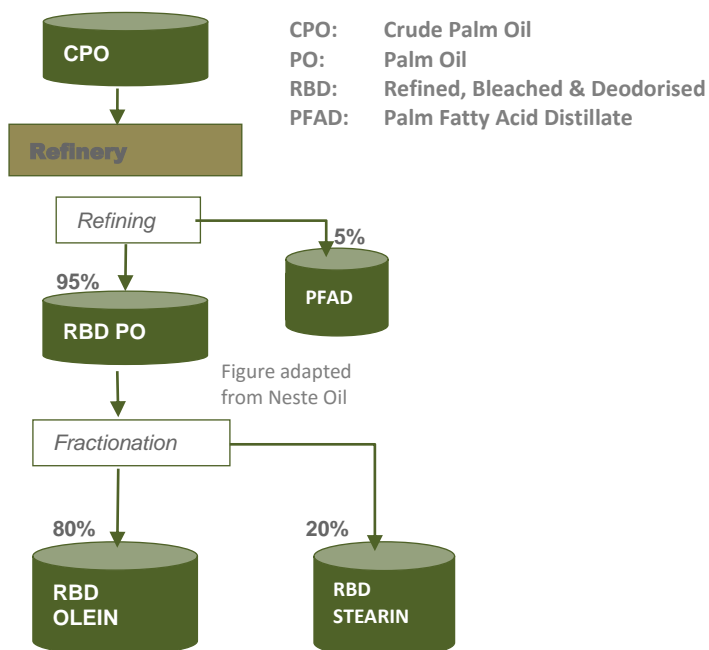 CPO
CPO: Crude Palm Oil
PO: Palm Oil
RBD: Refined, Bleached & Deodorised
PFAD: Palm Fatty Acid Distillate
Refinery
Refining
5%
95%
PFAD
RBD PO
Figure adapted
from Neste Oil
Fractionation
80%
20%
RBD
OLEIN
RBD
STEARIN